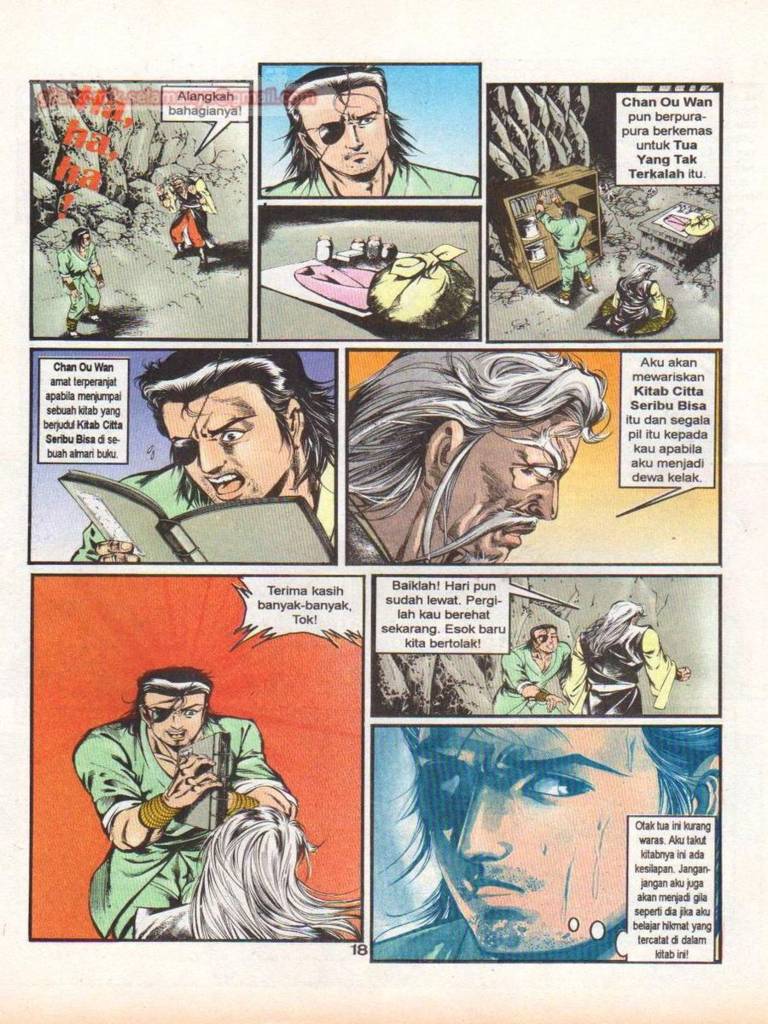 Ha,
ha,
ha
!
Alangkah
bahagianya!
Chan Ou Wan
pun berpura-
pura berkemas
untuk Tua
Yang Tak
Terkalah itu.
Chan Ou Wan
amat terperanjat
apabila menjumpai
sebuah kitab yang
berjudul Kitab Citta
Seribu Bisa di se-
buah almari buku.
Aku akan
mewariskan
Kitab Citta
Seribu Bisa
itu dan segala
pil itu kepada
kau apabila
aku menjadi
dewa kelak.
Terima kasih
banyak-banyak,
Tok!
Baiklah! Hari pun
sudah lewat. Pergi-
lah kau berehat
sekarang. Esok baru
kita bertolak!
Otak tua ini kurang
waras. Aku takut
kitabnya ini ada
kesilapan. Jangan-
jangan aku juga
akan menjadi gila
seperti dia jika aku
belajar hikmat yang
tercatat di dalam
kitab ini!
18